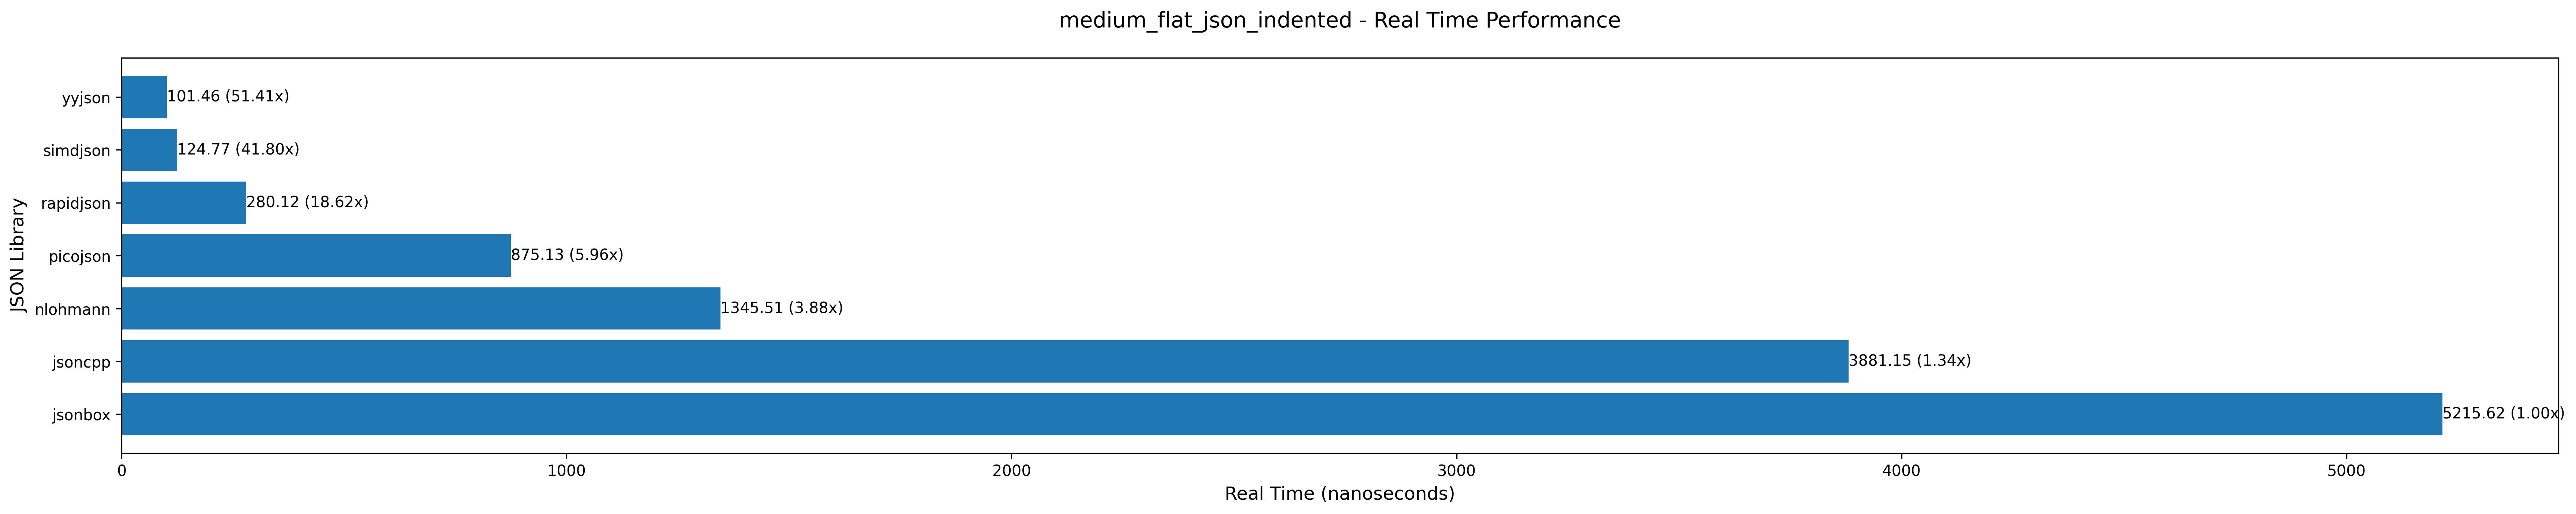 medium_flat_json_indented - Real Time Performance
JSON Library
yyjson 101.46 (51.41x)
simdjson 124.77 (41.80x)
rapidjson 280.12 (18.62x)
picojson 875.13 (5.96x)
nlohmann 1345.51 (3.88x)
jsoncpp 3881.15 (1.34x)
jsonbox 5215.62 (1.00x)
0 1000 2000 3000 4000 5000
Real Time (nanoseconds)